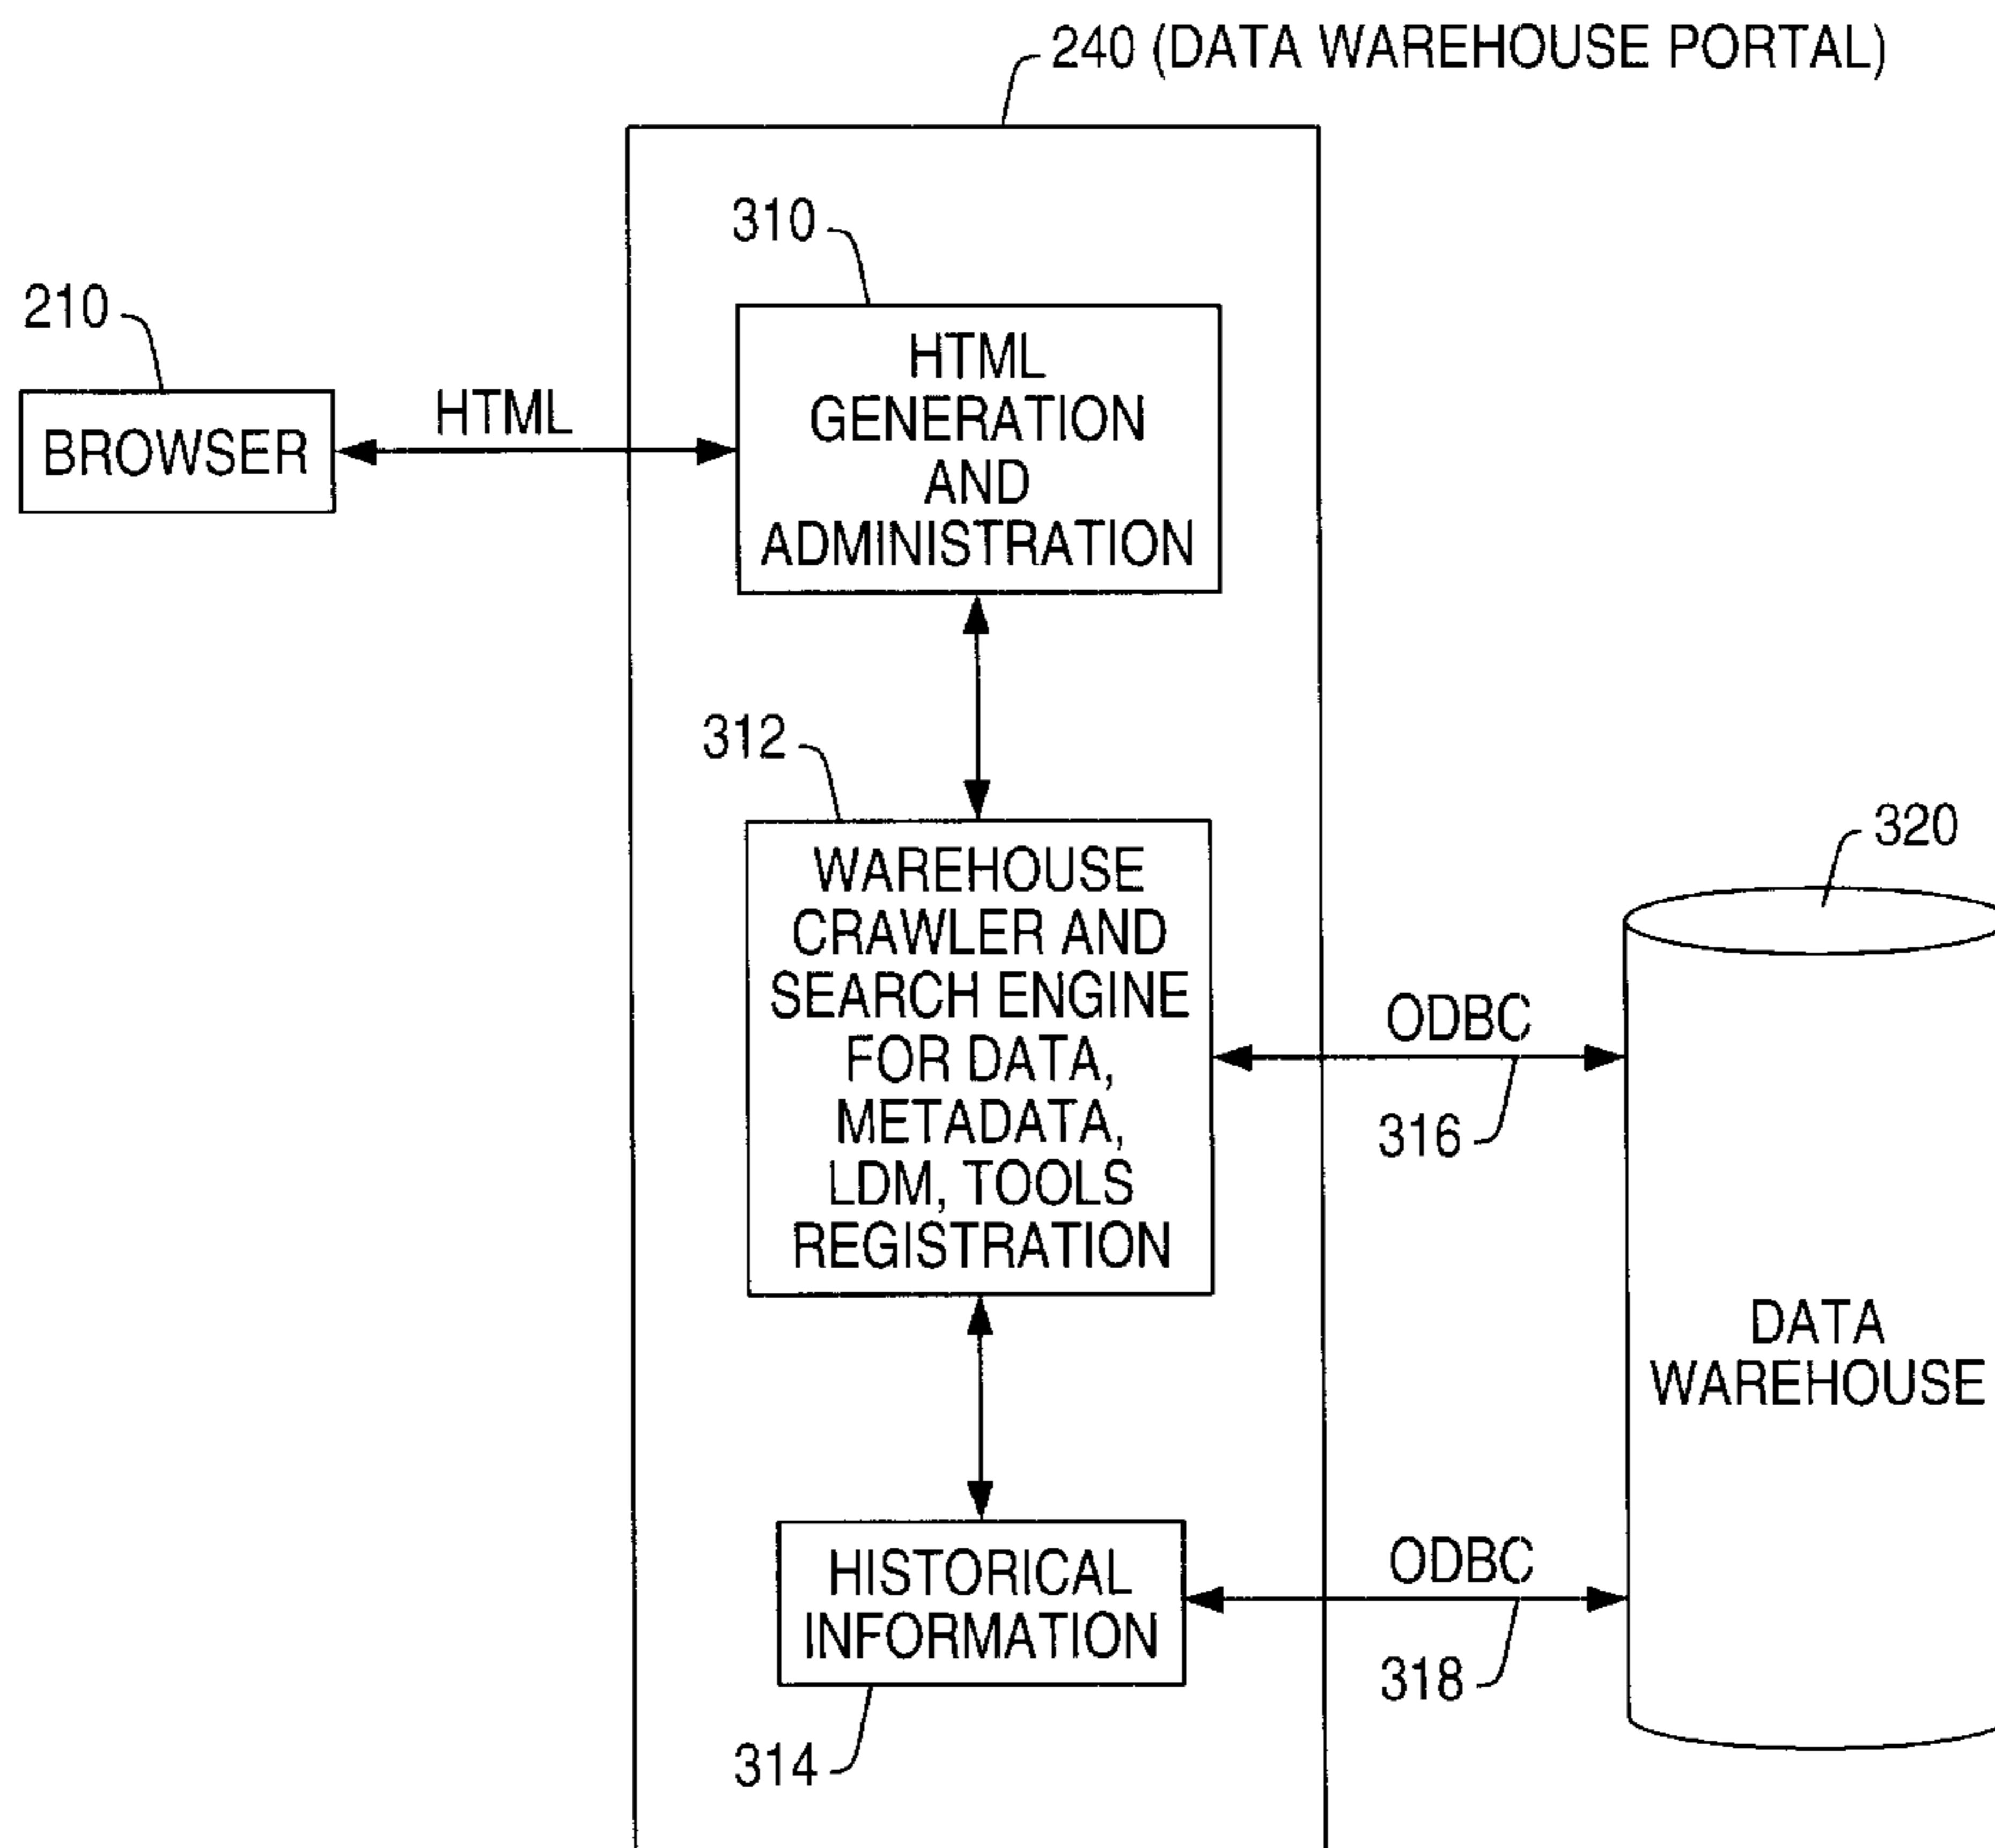 240 (DATA WAREHOUSE PORTAL)
310
210
HTML
GENERATION
AND
ADMINISTRATION
HTML
BROWSER
312
WAREHOUSE
CRAWLER AND
SEARCH ENGINE
FOR DATA,
METADATA,
LDM, TOOLS
REGISTRATION
320
ODBC
316
DATA
WAREHOUSE
HISTORICAL
INFORMATION
ODBC
318
314